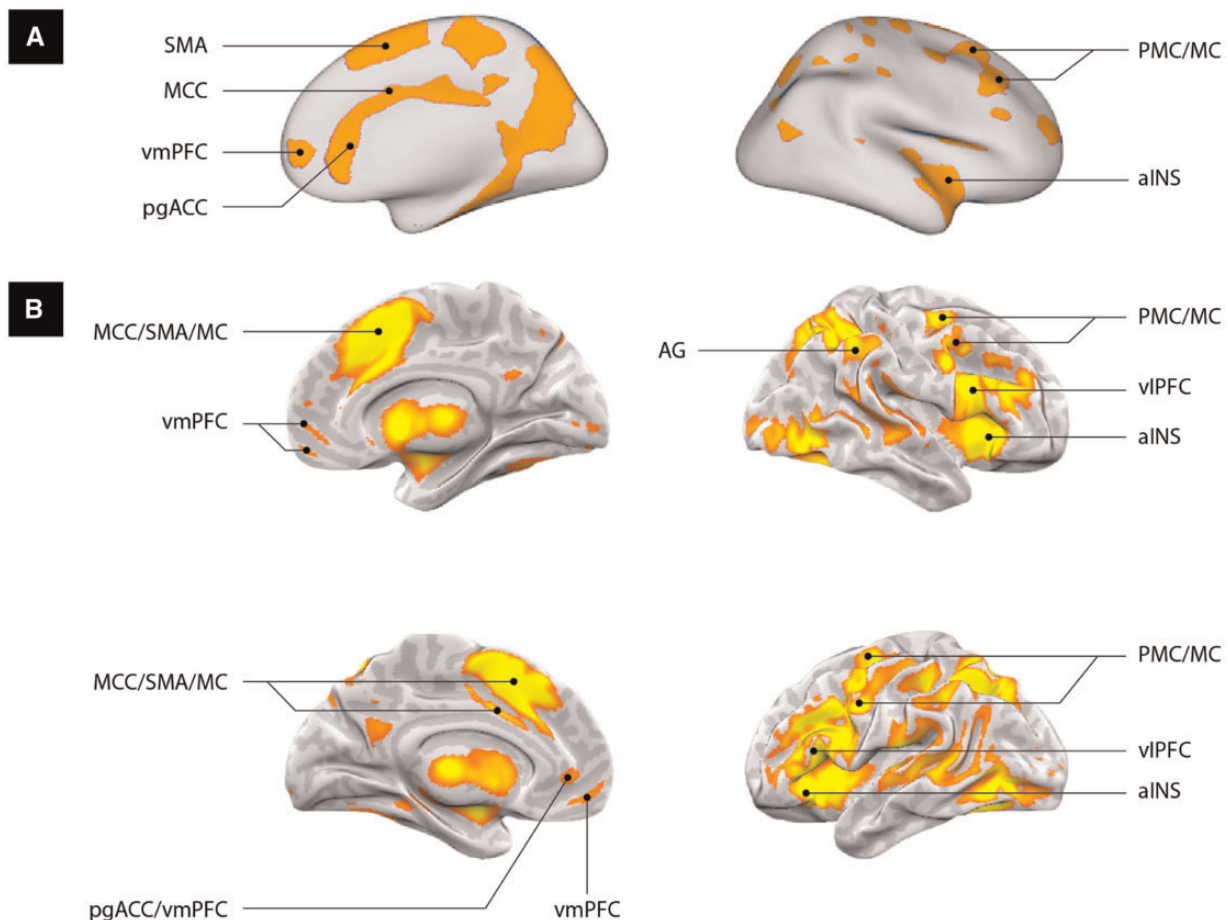 A
SMA
MCC
vmPFC
pgACC
PMC/MC
aINS
B
MCC/SMA/MC
vmPFC
AG
PMC/MC
vlPFC
aINS
MCC/SMA/MC
pgACC/vmPFC
vmPFC
PMC/MC
vlPFC
aINS